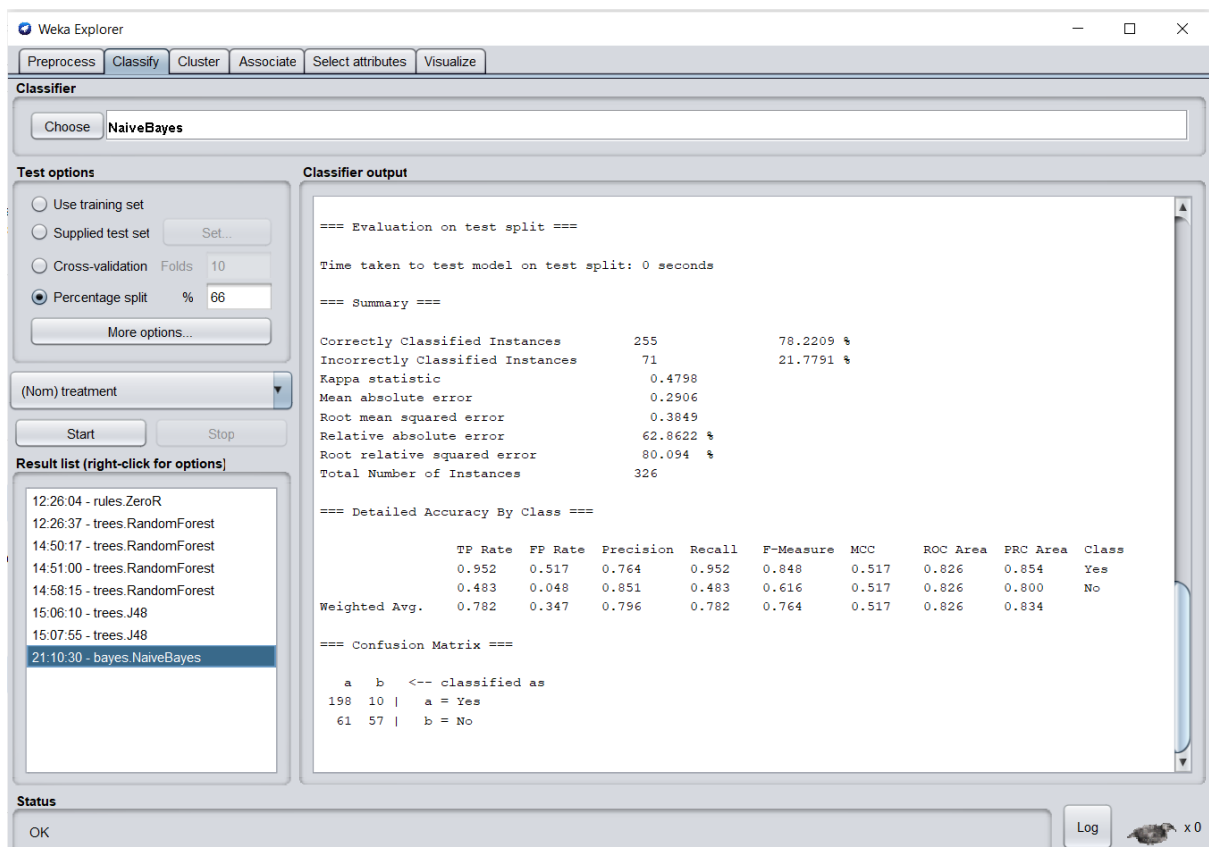 Weka Explorer
Preprocess Classify Cluster Associate Select attributes Visualize
Classifier
Choose NaiveBayes
Test options
Use training set
Supplied test set Set...
Cross-validation Folds 10
Percentage split % 66
More options...
(Nom) treatment
Start Stop
Result list (right-click for options)
12:26:04 - rules.ZeroR
12:26:37 - trees.RandomForest
14:50:17 - trees.RandomForest
14:51:00 - trees.RandomForest
14:58:15 - trees.RandomForest
15:06:10 - trees.J48
15:07:55 - trees.J48
21:10:30 - bayes.NaiveBayes
Classifier output
=== Evaluation on test split ===
Time taken to test model on test split: 0 seconds
=== Summary ===
Correctly Classified Instances 255 78.2209 %
Incorrectly Classified Instances 71 21.7791 %
Kappa statistic 0.4798
Mean absolute error 0.2906
Root mean squared error 0.3849
Relative absolute error 62.8622 %
Root relative squared error 80.094 %
Total Number of Instances 326
=== Detailed Accuracy By Class ===
TP Rate FP Rate Precision Recall F-Measure MCC ROC Area PRC Area Class
0.952 0.517 0.764 0.952 0.848 0.517 0.826 0.854 Yes
0.483 0.048 0.851 0.483 0.616 0.517 0.826 0.800 No
Weighted Avg. 0.782 0.347 0.796 0.782 0.764 0.517 0.826 0.834
=== Confusion Matrix ===
a b <-- classified as
198 10 | a = Yes
61 57 | b = No
Status
OK
Log x 0